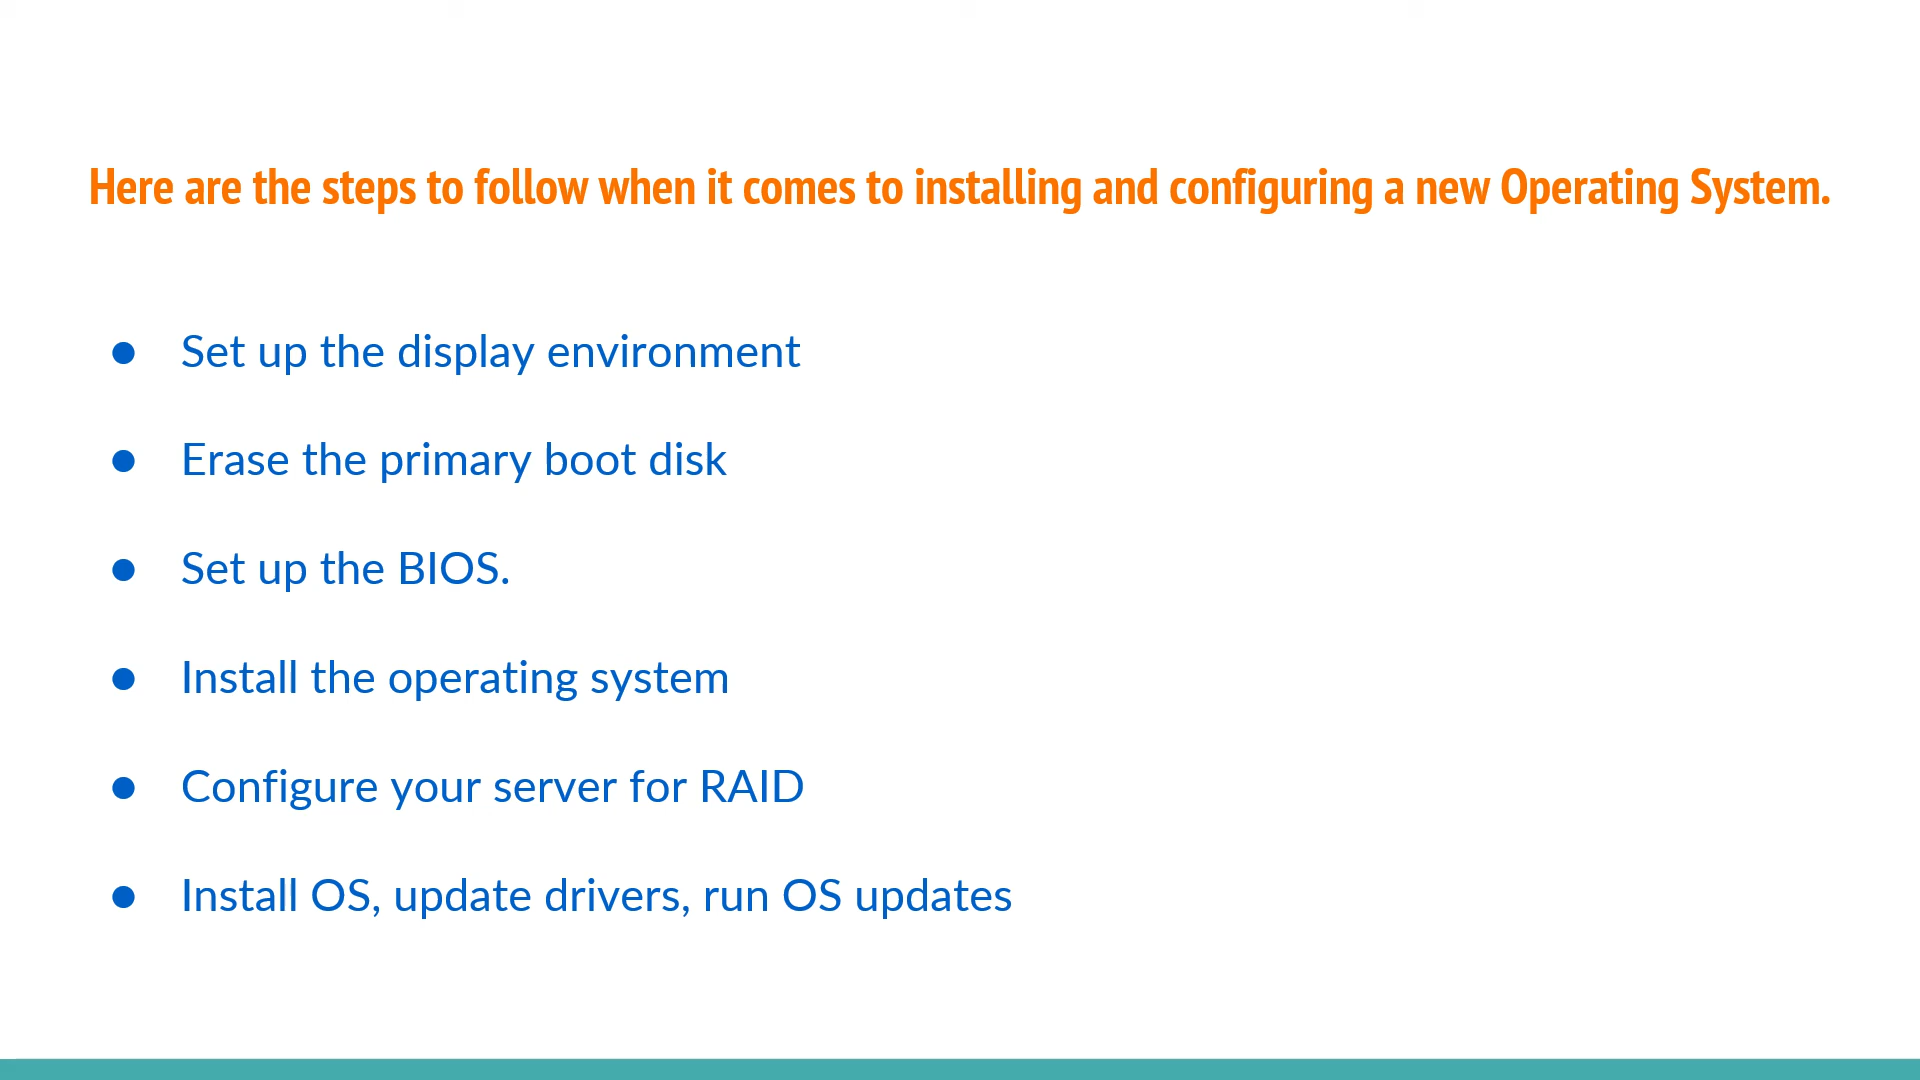 Here are the steps to follow when it comes to installing and configuring a new Operating System.
● Set up the display environment
● Erase the primary boot disk
● Set up the BIOS.
● Install the operating system
● Configure your server for RAID
● Install OS, update drivers, run OS updates